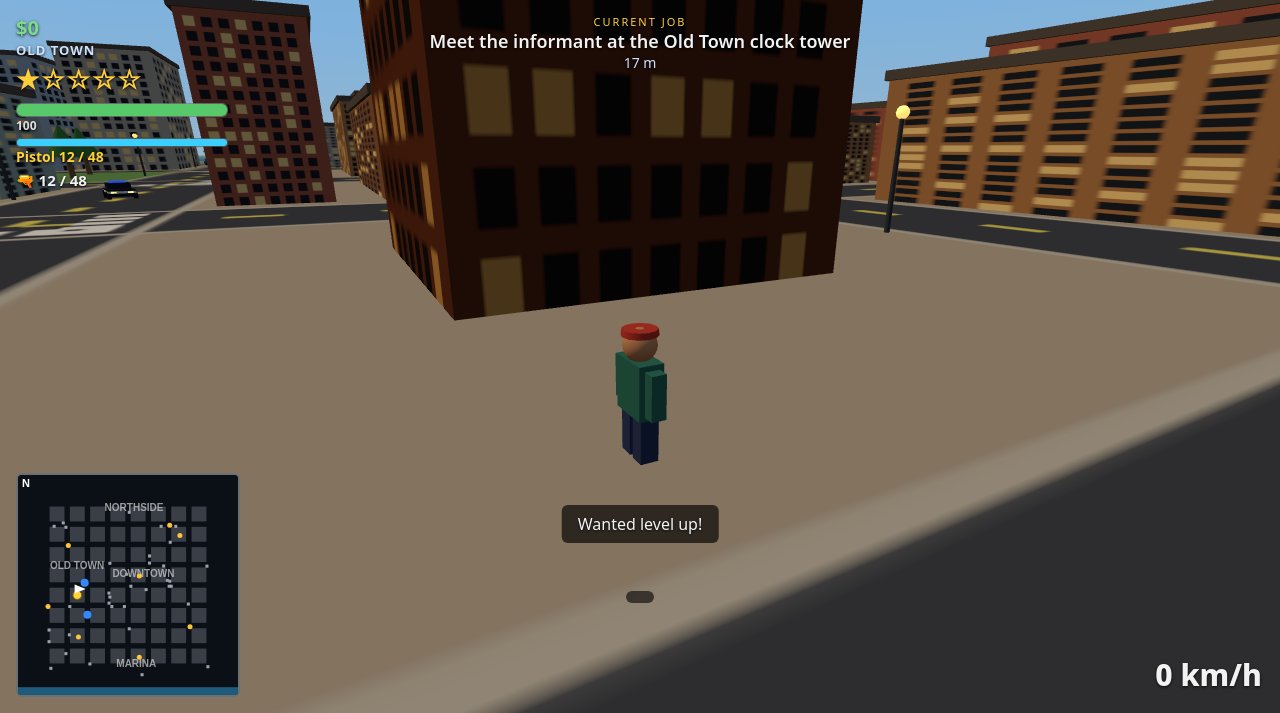 $0
OLD TOWN
100
Pistol 12 / 48
12 / 48
CURRENT JOB
Meet the informant at the Old Town clock tower
17 m
Wanted level up!
N
NORTHSIDE
OLD TOWN
DOWNTOWN
MARINA
0 km/h